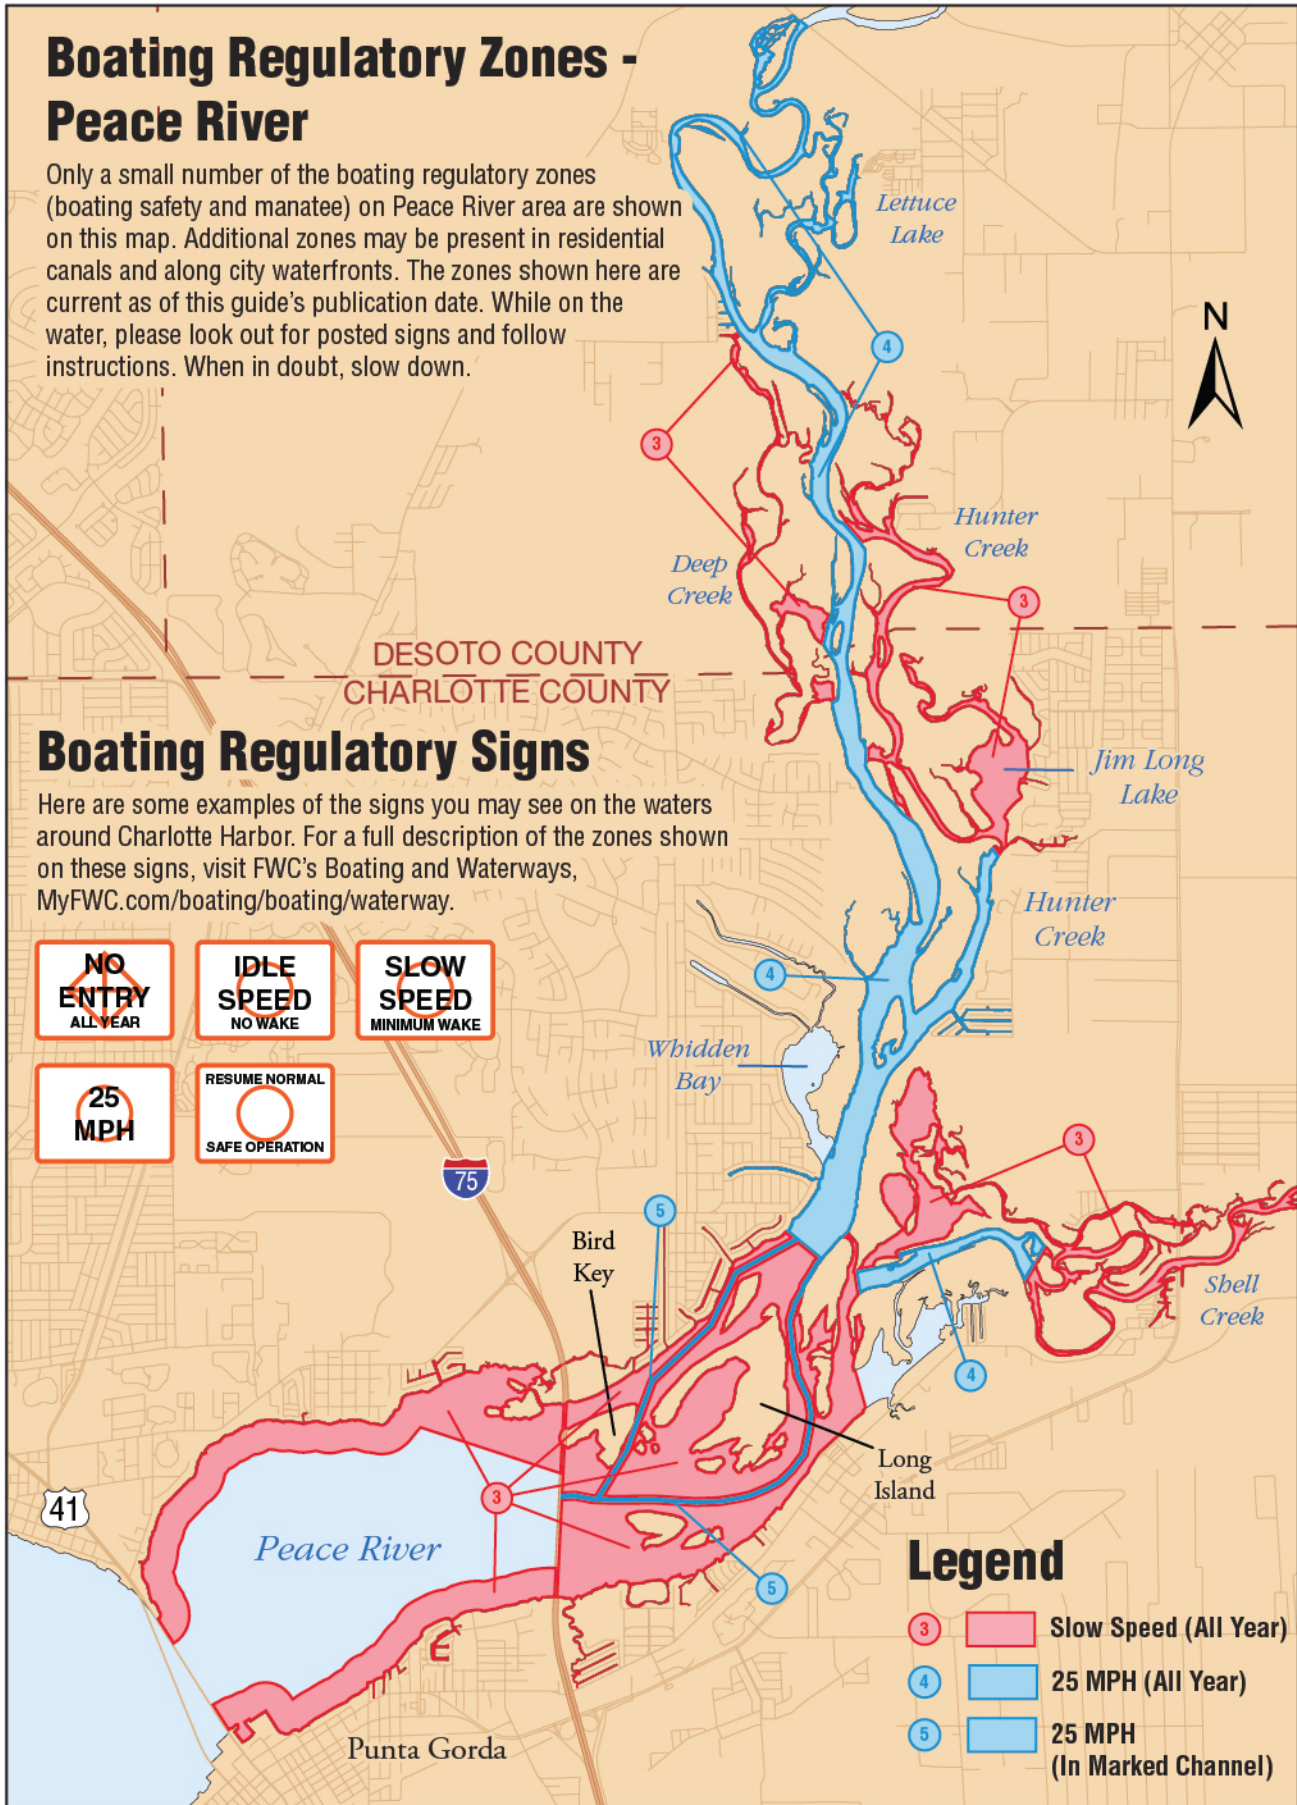 Boating Regulatory Zones -
Peace River
Only a small number of the boating regulatory zones
(boating safety and manatee) on Peace River area are shown
on this map. Additional zones may be present in residential
canals and along city waterfronts. The zones shown here are
current as of this guide's publication date. While on the
water, please look out for posted signs and follow
instructions. When in doubt, slow down.
Lettuce
Lake
N
4
3
Hunter
Creek
Deep
Creek
3
DESOTO COUNTY
CHARLOTTE COUNTY
Boating Regulatory Signs
Here are some examples of the signs you may see on the waters
around Charlotte Harbor. For a full description of the zones shown
on these signs, visit FWC's Boating and Waterways,
MyFWC.com/boating/boating/waterway.
Jim Long
Lake
Hunter
Creek
NO
ENTRY
ALL YEAR
IDLE
SPEED
NO WAKE
SLOW
SPEED
MINIMUM WAKE
25
MPH
RESUME NORMAL
SAFE OPERATION
4
Whidden
Bay
3
75
5
Bird
Key
Shell
Creek
4
Long
Island
41
3
Peace River
5
Punta Gorda
Legend
3 Slow Speed (All Year)
4 25 MPH (All Year)
5 25 MPH
(In Marked Channel)